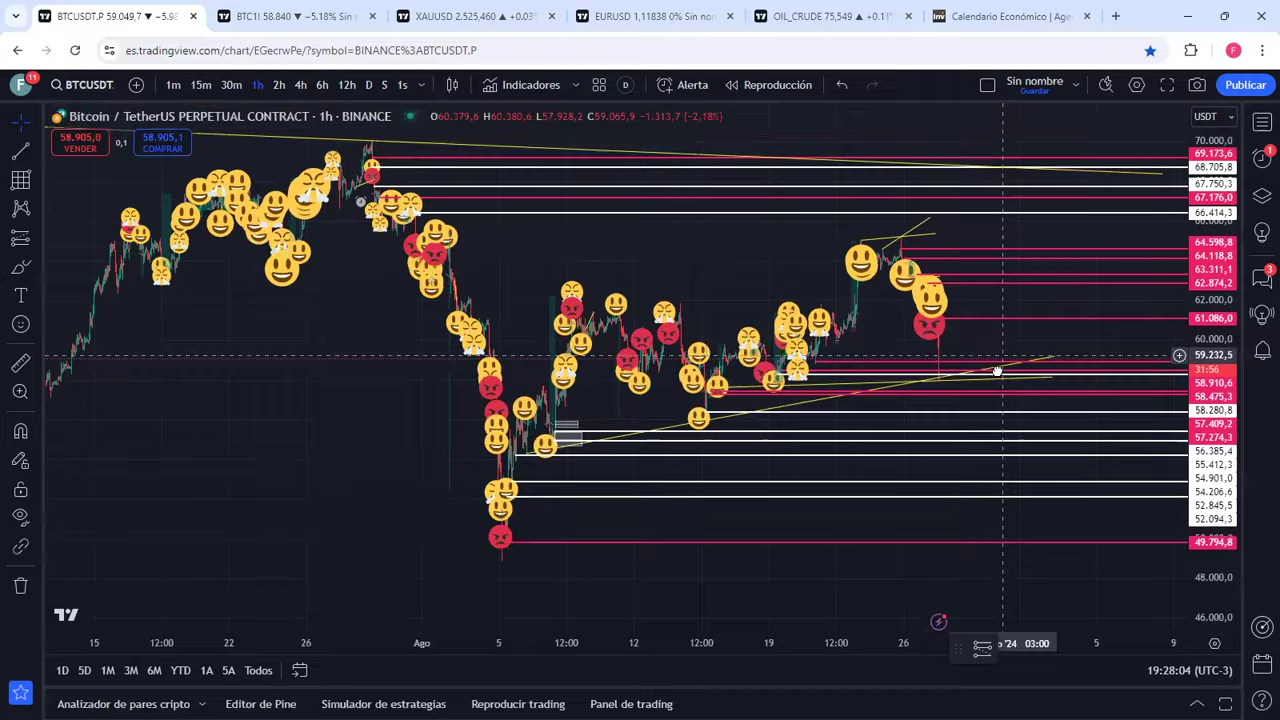 BTCUSDT.P 59.049,7 ▼ −5.98
BTC1! 58.840 ▼ −5.18% Sin n
XAUUSD 2.525,460 ▲ +0.03
EURUSD 1,11838 0% Sin nom
OIL_CRUDE 75,549 ▲ +0.11
Inv Calendario Económico | Age
es.tradingview.com/chart/EGecrwPe/?symbol=BINANCE%3ABTCUSDT.P
F
F 11 BTCUSDT 1m 15m 30m 1h 2h 4h 6h 12h D S 1s Indicadores D Alerta Reproducción Sin nombre Guardar Publicar
Bitcoin / TetherUS PERPETUAL CONTRACT · 1h · BINANCE O60.379,6 H60.380,6 L57.928,2 C59.065,9 −1.313,7 (−2,18%)
USDT
58.905,0 VENDER 0,1 58.905,1 COMPRAR
70.000,0
69.173,6
68.705,8
67.750,3
67.176,0
66.414,3
64.598,8
64.118,8
63.311,1
62.874,2
62.000,0
61.086,0
60.000,0
59.232,5
31:56
58.910,6
58.475,3
58.280,8
57.409,2
57.274,3
56.385,4
55.412,3
54.901,0
54.206,6
52.845,5
52.094,3
49.794,8
48.000,0
46.000,0
1
3
15 12:00 22 26 Ago 5 12:00 12 12:00 19 12:00 26 '24 03:00 5 9
1D 5D 1M 3M 6M YTD 1A 5A Todos
19:28:04 (UTC-3)
Analizador de pares cripto Editor de Pine Simulador de estrategias Reproducir trading Panel de trading